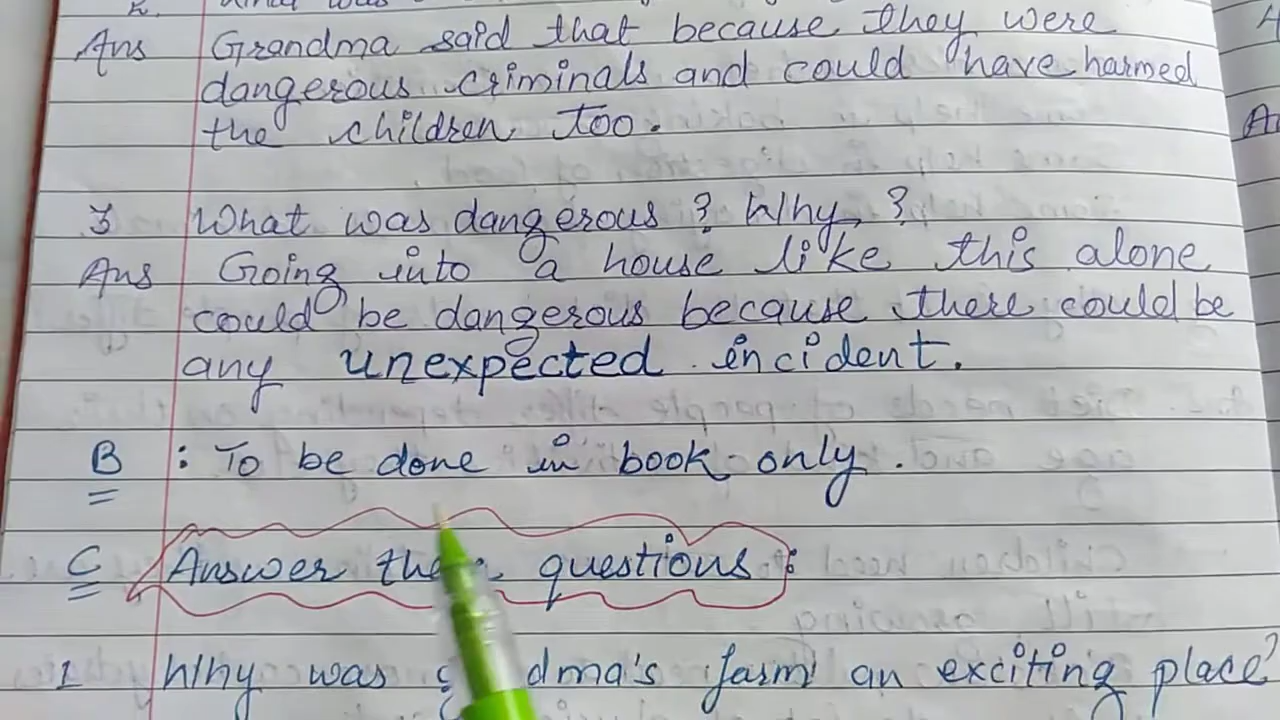 Ans Grandma said that because they were
dangerous criminals and could have harmed
the children too.
3 What was dangerous ? Why ?
Ans Going into a house like this alone
could be dangerous because there could be
any unexpected incident.
B : To be done in book only.
C Answer the questions :
1 Why was dma's farm an exciting place?